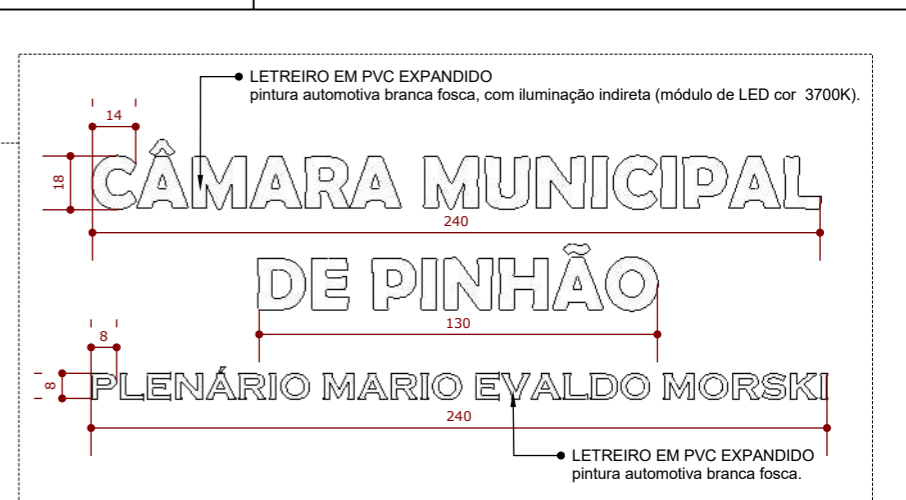 LETREIRO EM PVC EXPANDIDO
pintura automotiva branca fosca, com iluminação indireta (módulo de LED cor 3700K).
14
18
CÂMARA MUNICIPAL
240
DE PINHÃO
130
8
8
PLENÁRIO MARIO EVALDO MORSKI
240
LETREIRO EM PVC EXPANDIDO
pintura automotiva branca fosca.